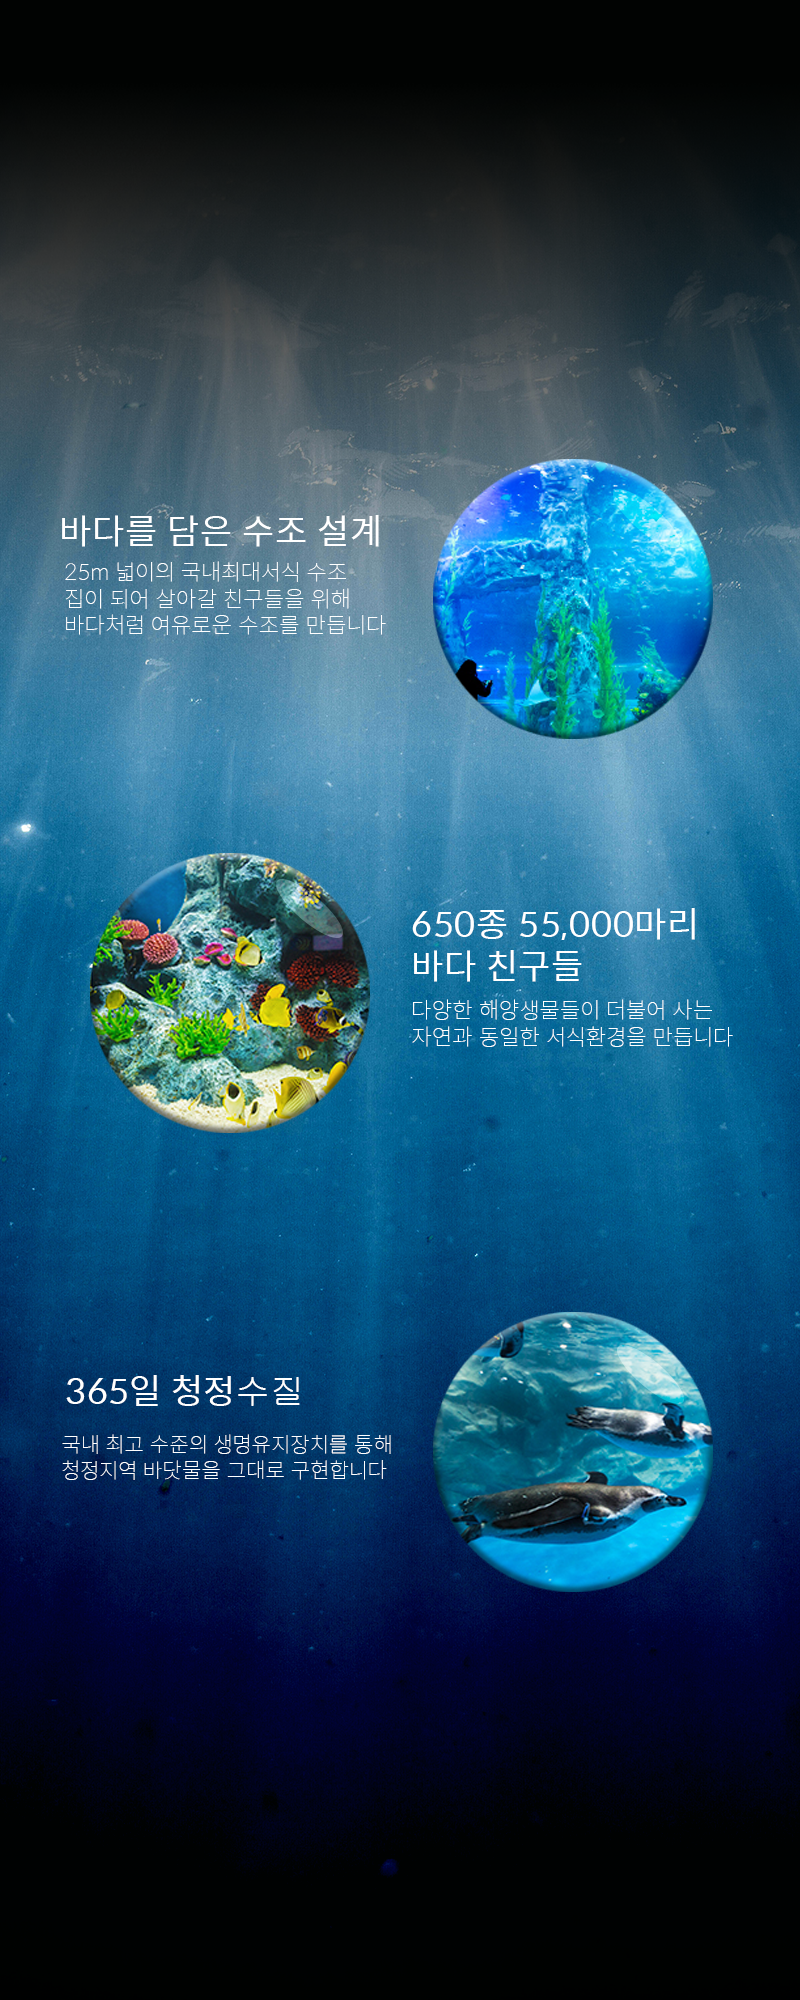 바다를 담은 수조 설계
25m 넓이의 국내최대서식 수조
집이 되어 살아갈 친구들을 위해
바다처럼 여유로운 수조를 만듭니다
650종 55,000마리
바다 친구들
다양한 해양생물들이 더불어 사는
자연과 동일한 서식환경을 만듭니다
365일 청정수질
국내 최고 수준의 생명유지장치를 통해
청정지역 바닷물을 그대로 구현합니다